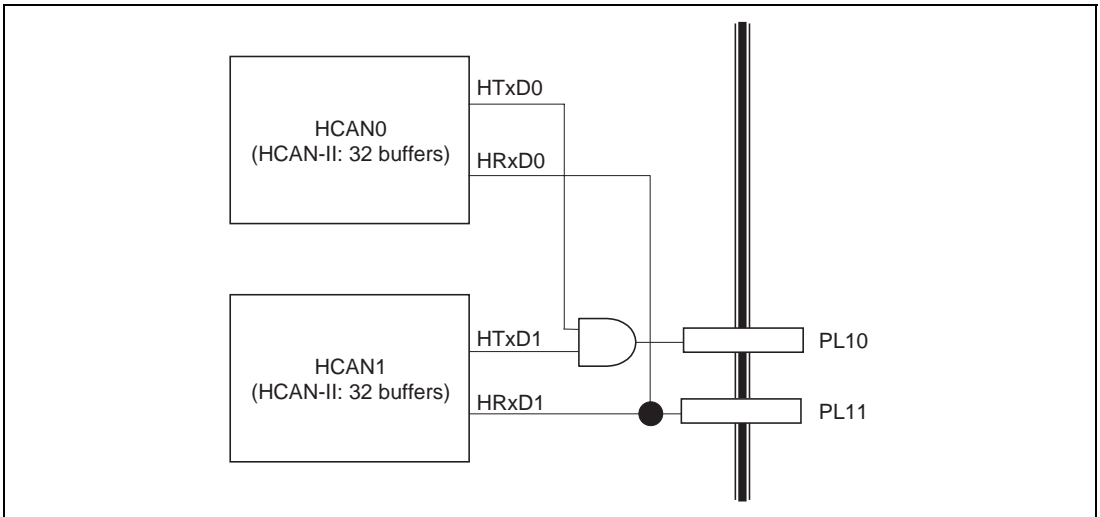 HTxD0
HCAN0
(HCAN-II: 32 buffers)
HRxD0
HTxD1
PL10
HCAN1
(HCAN-II: 32 buffers)
HRxD1
PL11